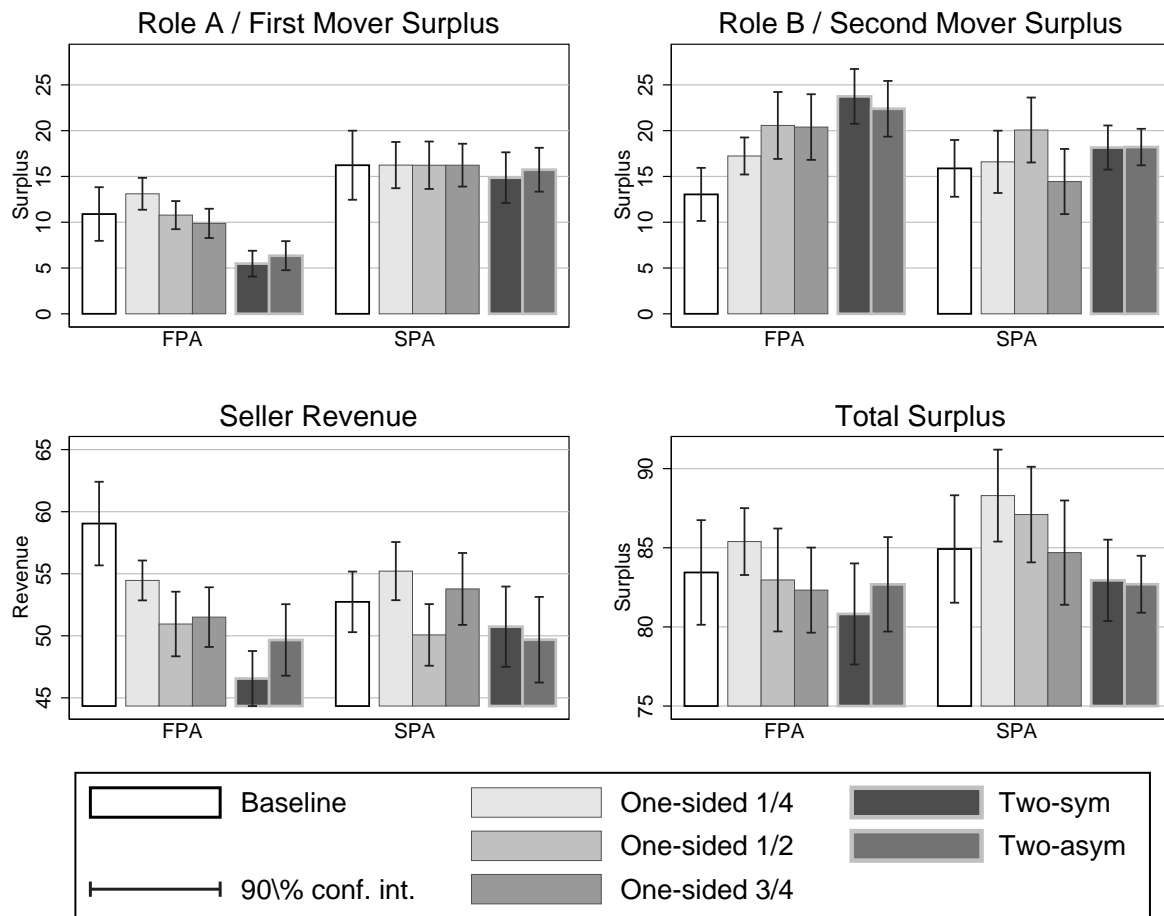 Role A / First Mover Surplus
Role B / Second Mover Surplus
Surplus
0 5 10 15 20 25
FPA SPA
Surplus
0 5 10 15 20 25
FPA SPA
Seller Revenue
Total Surplus
Revenue
45 50 55 60 65
FPA SPA
Surplus
75 80 85 90
FPA SPA
Baseline One-sided 1/4 Two-sym
One-sided 1/2 Two-asym
90\% conf. int. One-sided 3/4